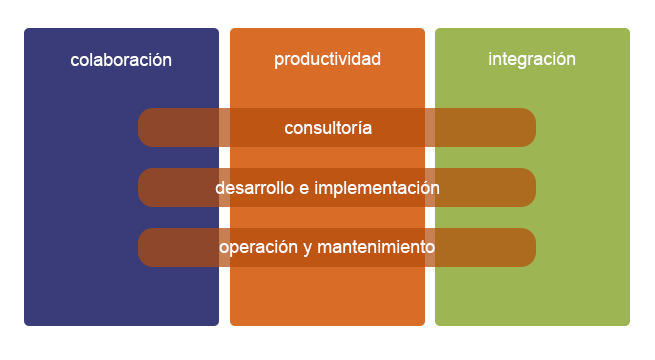 colaboración
productividad
integración
consultoría
desarrollo e implementación
operación y mantenimiento